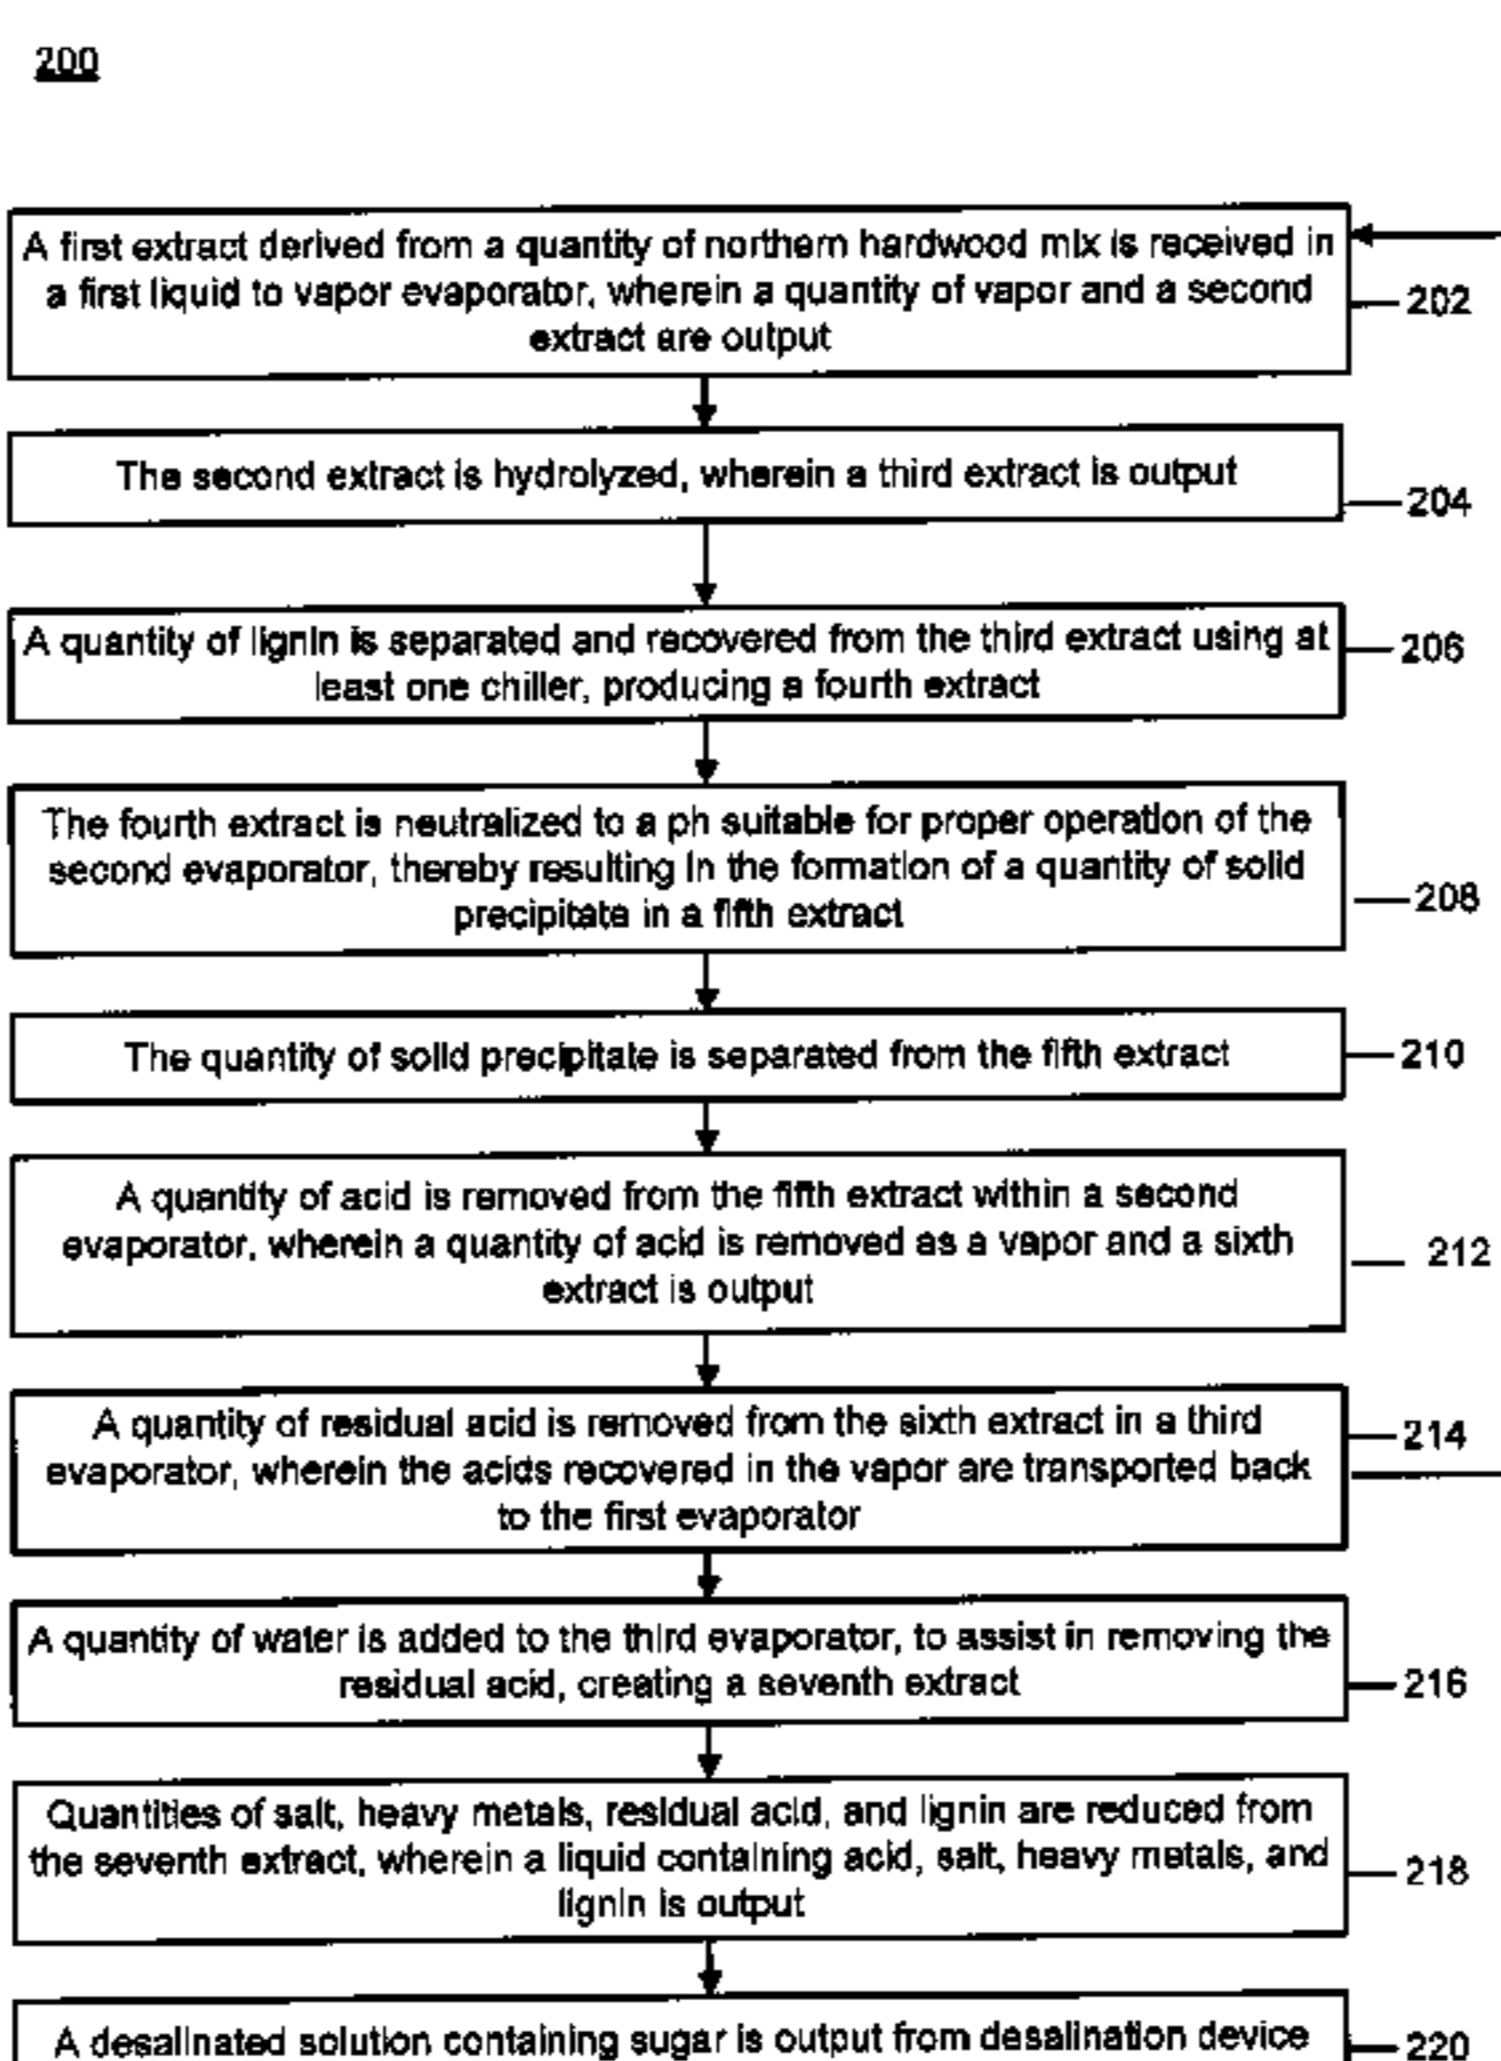 200
A first extract derived from a quantity of northern hardwood mix is received in
a first liquid to vapor evaporator, wherein a quantity of vapor and a second
extract are output
202
The second extract is hydrolyzed, wherein a third extract is output
204
A quantity of lignin is separated and recovered from the third extract using at
least one chiller, producing a fourth extract
206
The fourth extract is neutralized to a ph suitable for proper operation of the
second evaporator, thereby resulting in the formation of a quantity of solid
precipitate in a fifth extract
208
The quantity of solid precipitate is separated from the fifth extract
210
A quantity of acid is removed from the fifth extract within a second
evaporator, wherein a quantity of acid is removed as a vapor and a sixth
extract is output
212
A quantity of residual acid is removed from the sixth extract in a third
evaporator, wherein the acids recovered in the vapor are transported back
to the first evaporator
214
A quantity of water is added to the third evaporator, to assist in removing the
residual acid, creating a seventh extract
216
Quantities of salt, heavy metals, residual acid, and lignin are reduced from
the seventh extract, wherein a liquid containing acid, salt, heavy metals, and
lignin is output
218
A desalinated solution containing sugar is output from desalination device
220